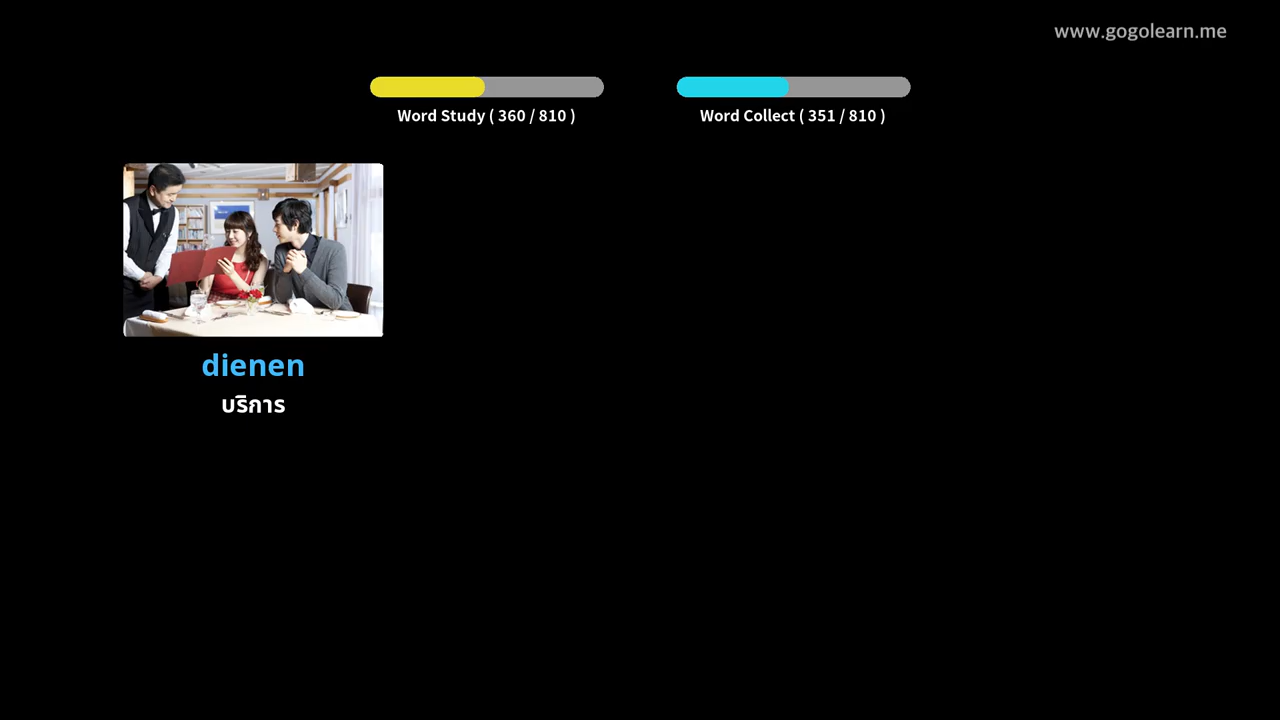 www.gogolearn.me
Word Study ( 360 / 810 )
Word Collect ( 351 / 810 )
dienen
บริการ